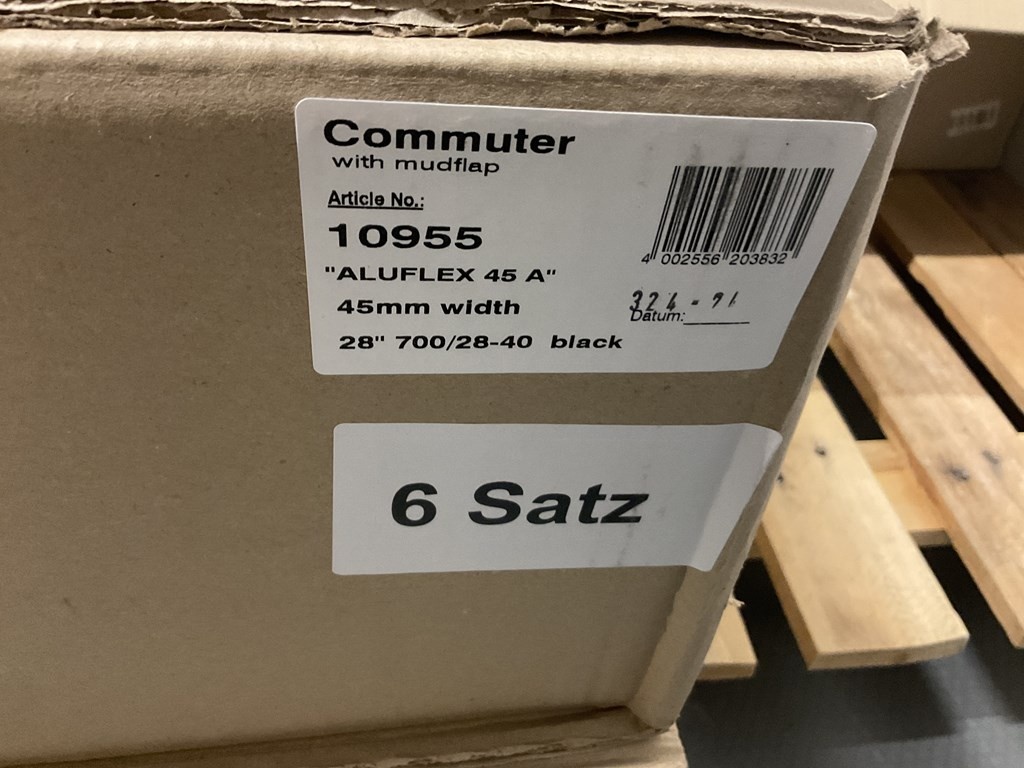 Commuter
with mudflap
Article No.:
10955
"ALUFLEX 45 A"
45mm width
28" 700/28-40 black
4 002556 203832
Datum:
6 Satz